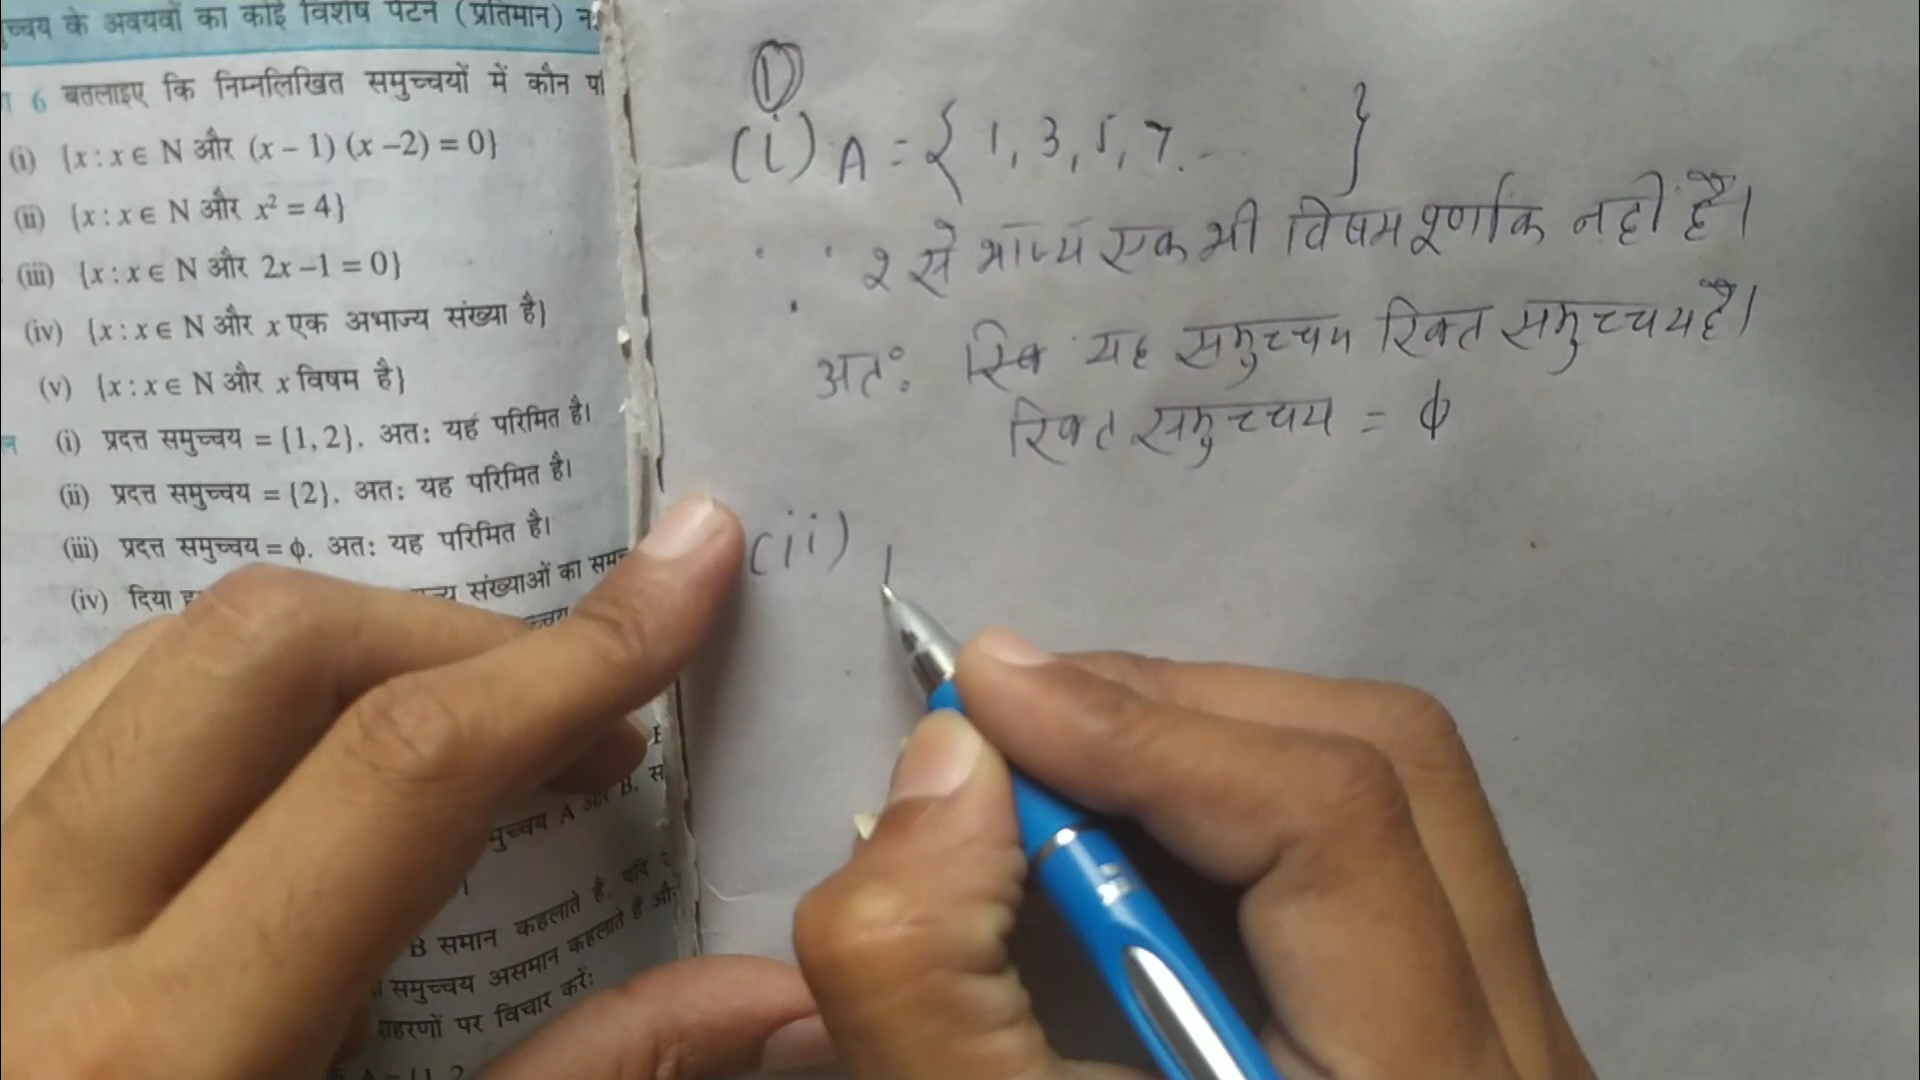 के अवयवों का कोई विशेष पैटर्न (प्रतिमान)
6 बतलाइए कि निम्नलिखित समुच्चयों में कौन
(i) {x : x ∈ N और (x – 1) (x –2) = 0}
(ii) {x : x ∈ N और x² = 4}
(iii) {x : x ∈ N और 2x –1 = 0}
(iv) {x : x ∈ N और x एक अभाज्य संख्या है}
(v) {x : x ∈ N और x विषम है}
(i) प्रदत्त समुच्चय = {1, 2}. अतः यह परिमित है।
(ii) प्रदत्त समुच्चय = {2}. अतः यह परिमित है।
(iii) प्रदत्त समुच्चय = ϕ. अतः यह परिमित है।
(iv) दिया संख्याओं का
A और B.
B समान कहलाते हैं, यदि
समुच्चय असमान कहलाते हैं
पर विचार करें:
①
(i) A = { 1, 3, 5, 7.. }
∵ २ से भाज्य एक भी विषम पूर्णांक नहीं है।
अतः यह समुच्चय रिक्त समुच्चय है।
रिक्त समुच्चय = ϕ
(ii)